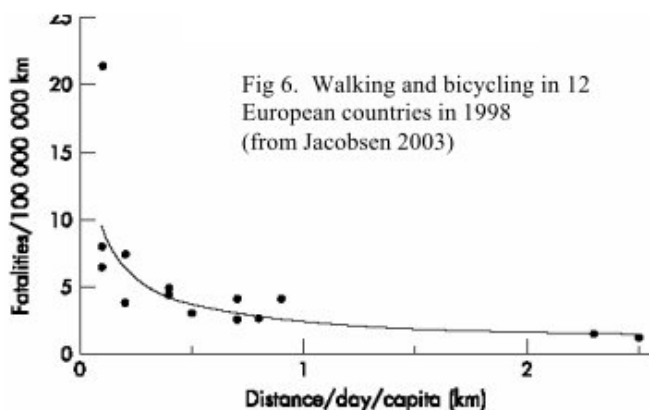 25
20
15
10
5
0
Fatalities/100 000 000 km
Fig 6. Walking and bicycling in 12
European countries in 1998
(from Jacobsen 2003)
0
1
2
Distance/day/capita (km)